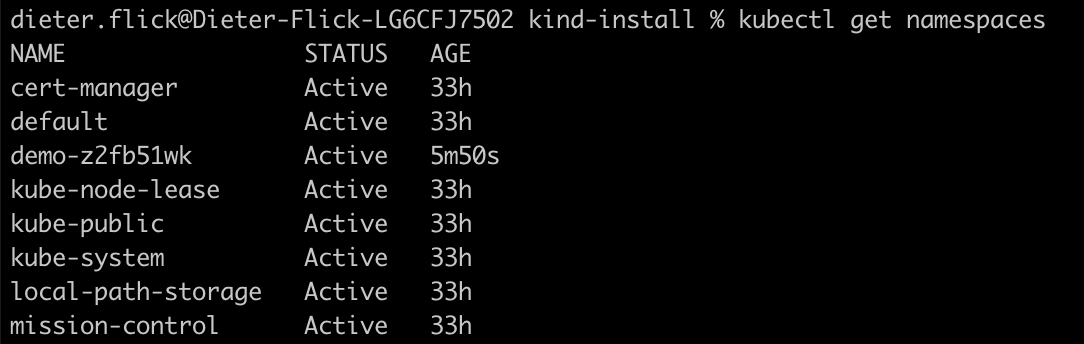 dieter.flick@Dieter-Flick-LG6CFJ7502 kind-install % kubectl get namespaces
NAME                 STATUS   AGE
cert-manager         Active   33h
default              Active   33h
demo-z2fb51wk        Active   5m50s
kube-node-lease      Active   33h
kube-public          Active   33h
kube-system          Active   33h
local-path-storage   Active   33h
mission-control      Active   33h